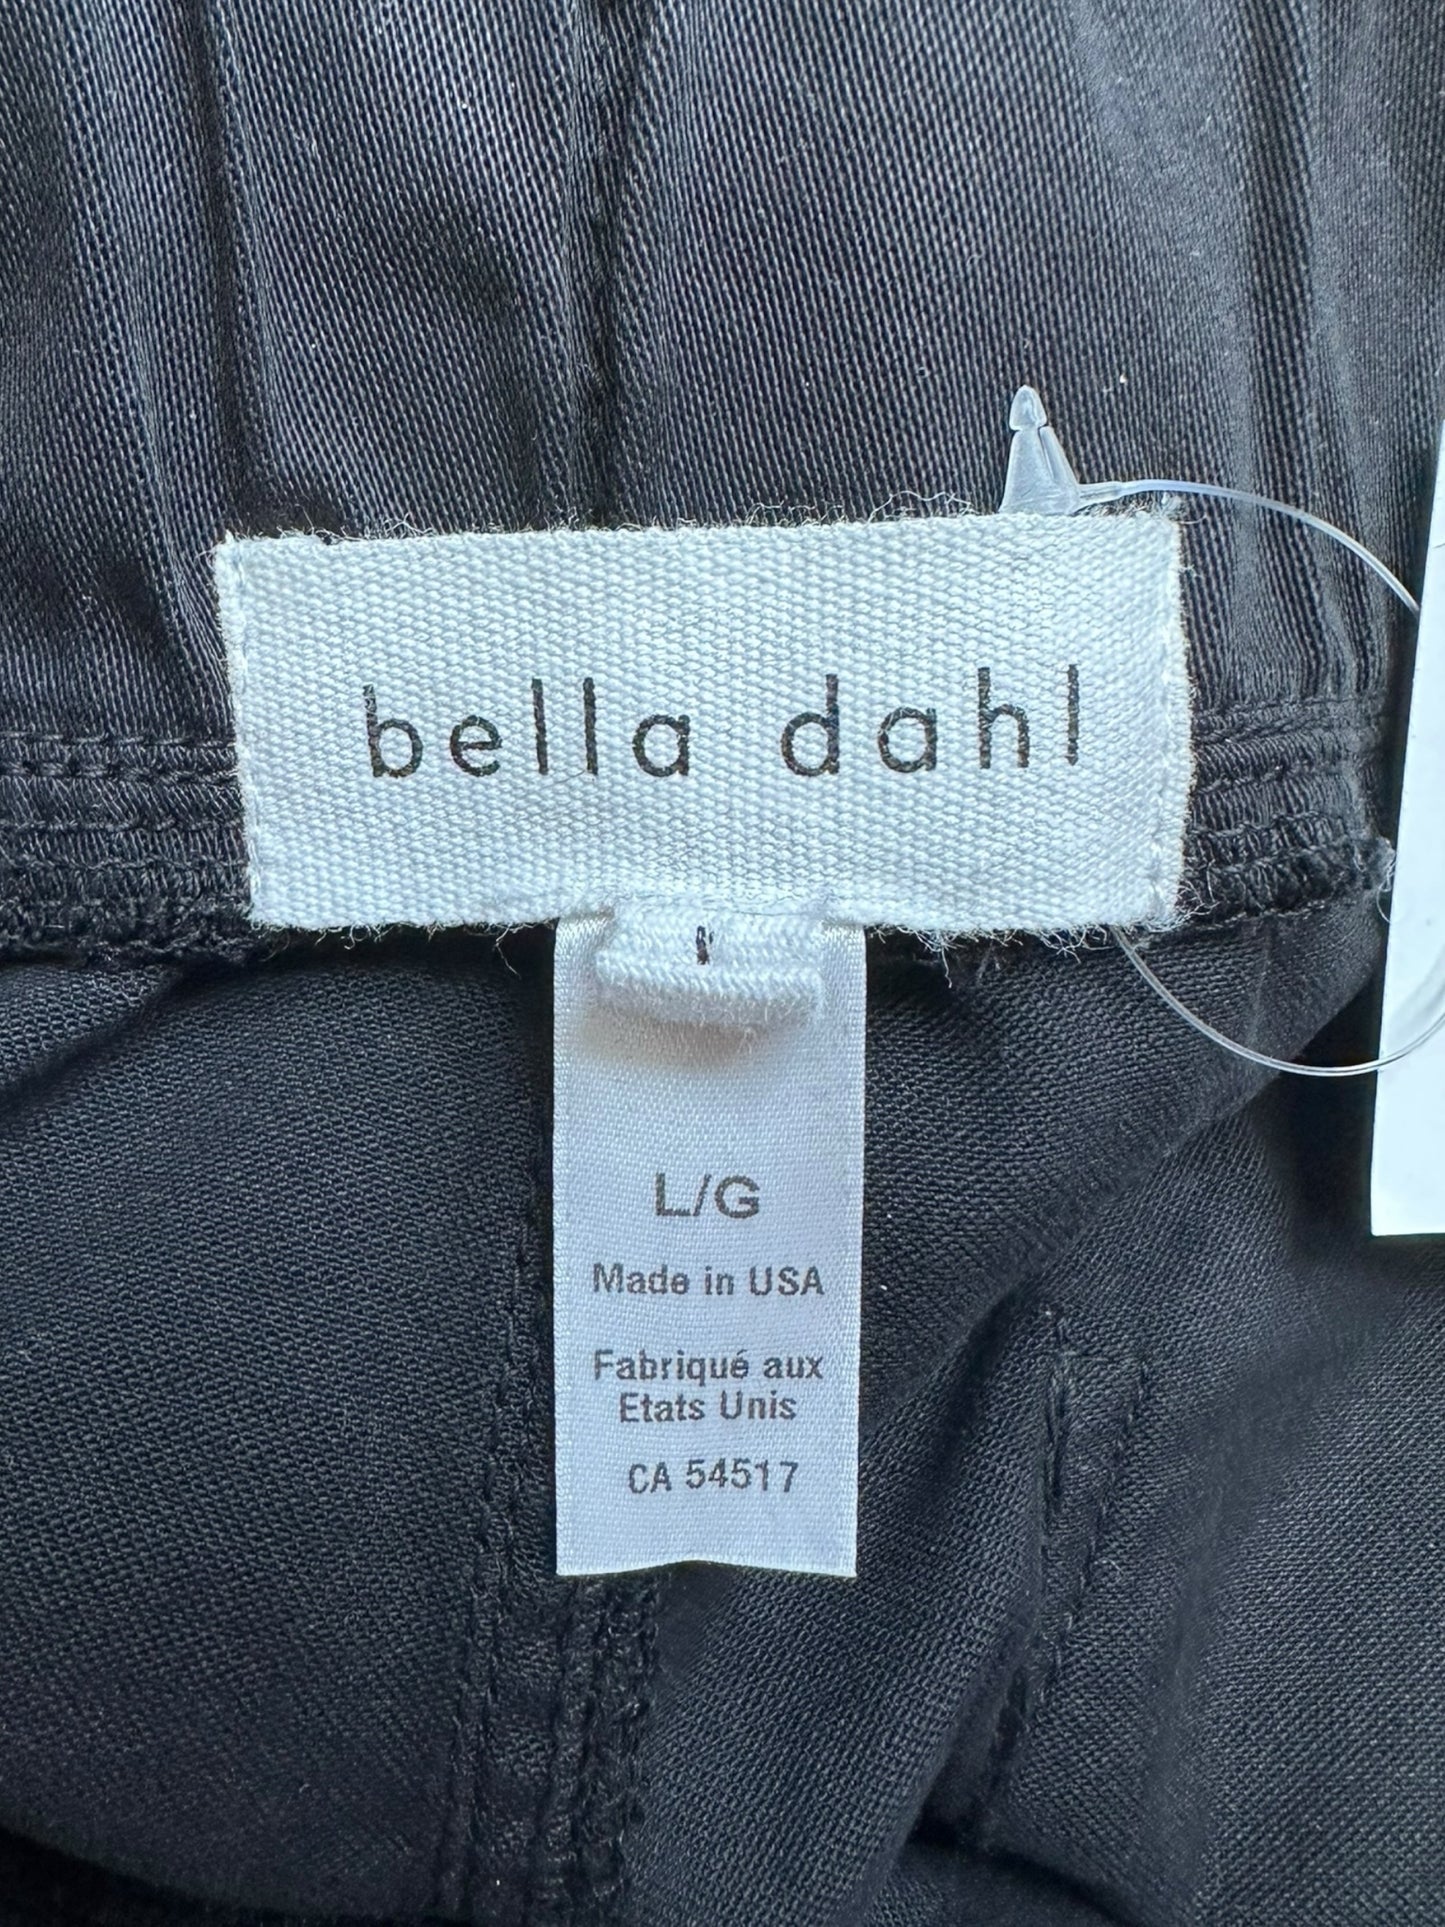 bella dahl
L/G
Made in USA
Fabriqué aux
Etats Unis
CA 54517